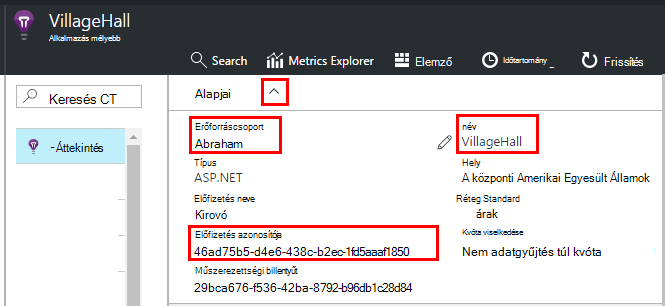 VillageHall
Alkalmazás mélyebb
Search
Metrics Explorer
Elemző
Időtartomány _
Frissítés
Keresés CT
-Áttekintés
Alapjai
Erőforráscsoport
Abraham
név
VillageHall
Típus
ASP.NET
Hely
A központi Amerikai Egyesült Államok
Előfizetés neve
Kirovó
Réteg Standard
árak
Előfizetés azonosítója
46ad75b5-d4e6-438c-b2ec-1fd5aaaf1850
Kvóta viselkedése
Nem adatgyűjtés túl kvóta
Műszerezettségi billentyűt
29bca676-f536-42ba-8792-b96db1c28d84